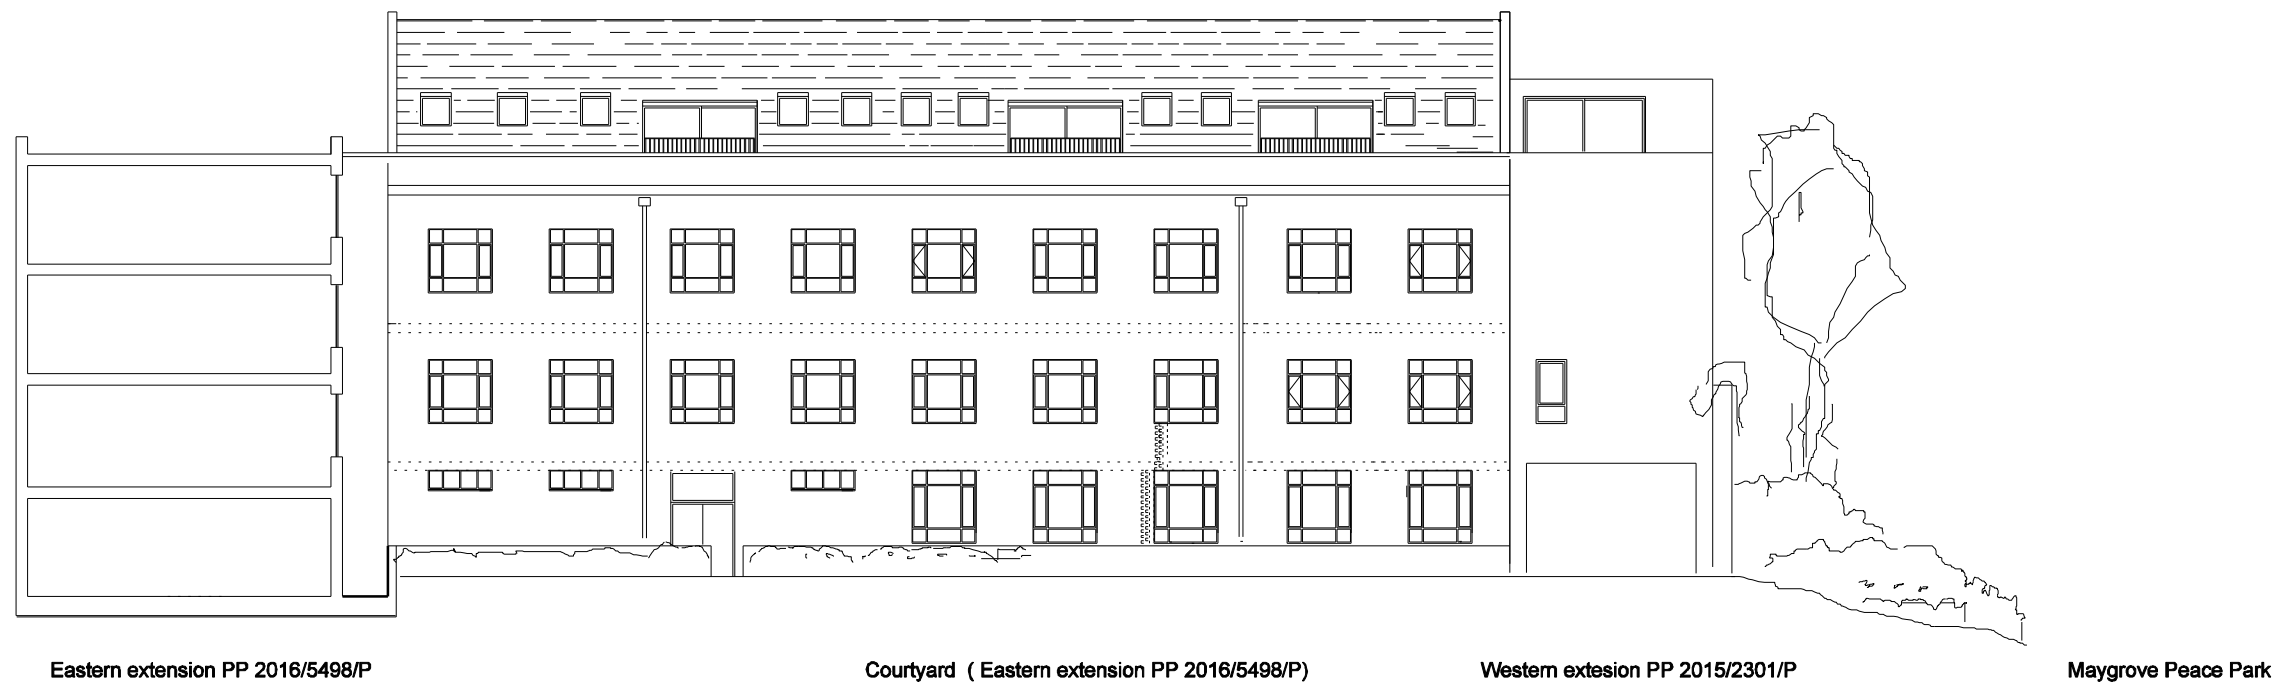 Eastern extension PP 2016/5498/P
Courtyard ( Eastern extension PP 2016/5498/P)
Western extesion PP 2015/2301/P
Maygrove Peace Park